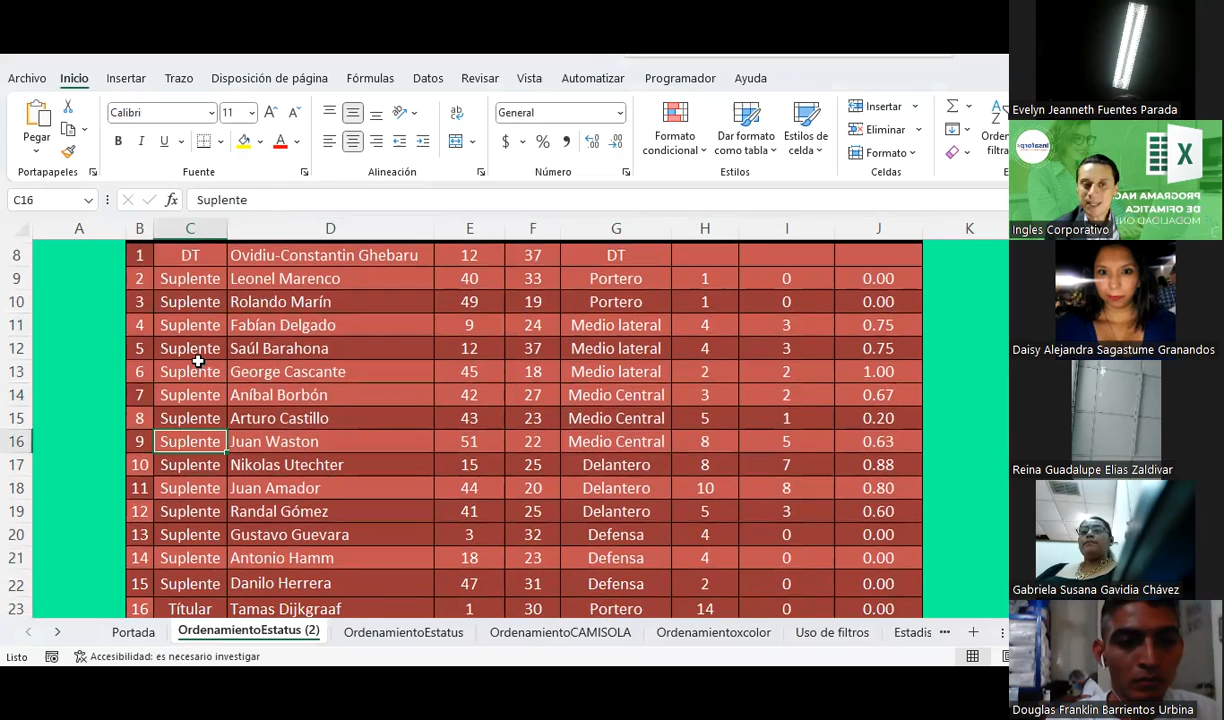 Archivo Inicio Insertar Trazo Disposición de página Fórmulas Datos Revisar Vista Automatizar Programador Ayuda
Pegar
Calibri 11
N K S
General
$ %
Formato condicional
Dar formato como tabla
Estilos de celda
Insertar
Eliminar
Formato
Portapapeles Fuente Alineación Número Estilos Celdas
C16 fx Suplente
A B C D E F G H I J K
8 1 DT Ovidiu-Constantin Ghebaru 12 37 DT
9 2 Suplente Leonel Marenco 40 33 Portero 1 0 0.00
10 3 Suplente Rolando Marín 49 19 Portero 1 0 0.00
11 4 Suplente Fabían Delgado 9 24 Medio lateral 4 3 0.75
12 5 Suplente Saúl Barahona 12 37 Medio lateral 4 3 0.75
13 6 Suplente George Cascante 45 18 Medio lateral 2 2 1.00
14 7 Suplente Aníbal Borbón 42 27 Medio Central 3 2 0.67
15 8 Suplente Arturo Castillo 43 23 Medio Central 5 1 0.20
16 9 Suplente Juan Waston 51 22 Medio Central 8 5 0.63
17 10 Suplente Nikolas Utechter 15 25 Delantero 8 7 0.88
18 11 Suplente Juan Amador 44 20 Delantero 10 8 0.80
19 12 Suplente Randal Gómez 41 25 Delantero 5 3 0.60
20 13 Suplente Gustavo Guevara 3 32 Defensa 4 0 0.00
21 14 Suplente Antonio Hamm 18 23 Defensa 4 0 0.00
22 15 Suplente Danilo Herrera 47 31 Defensa 2 0 0.00
23 16 Títular Tamas Dijkgraaf 1 30 Portero 14 0 0.00
Portada OrdenamientoEstatus (2) OrdenamientoEstatus OrdenamientoCAMISOLA Ordenamientoxcolor Uso de filtros Estadis
Listo Accesibilidad: es necesario investigar
Evelyn Jeanneth Fuentes Parada
PROGRAMA NAC
DE OFIMATICA
MODALIDAD ON
Ingles Corporativo
Daisy Alejandra Sagastume Granandos
Reina Guadalupe Elias Zaldivar
Gabriela Susana Gavidia Chávez
Douglas Franklin Barrientos Urbina